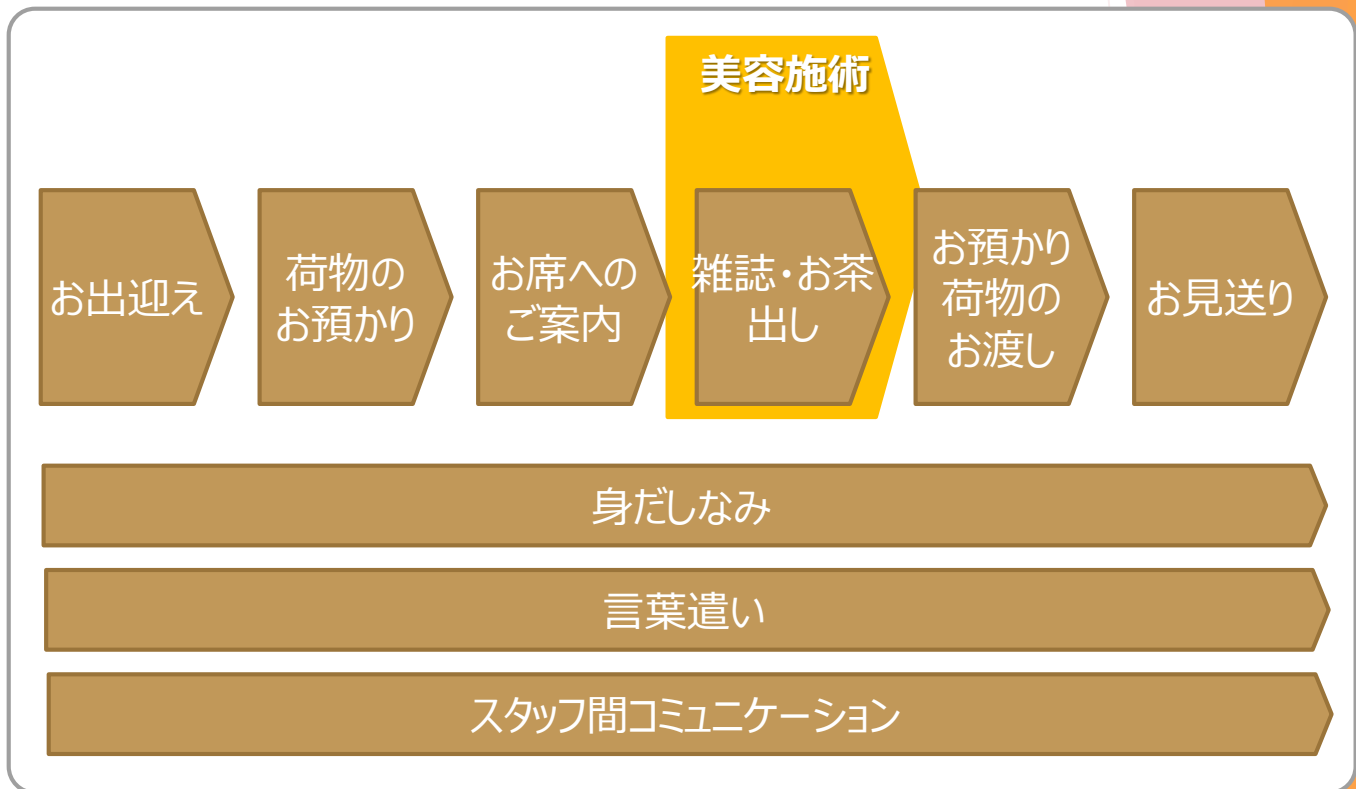 美容施術
お出迎え
荷物の
お預かり
お席への
ご案内
雑誌・お茶
出し
お預かり
荷物の
お渡し
お見送り
身だしなみ
言葉遣い
スタッフ間コミュニケーション